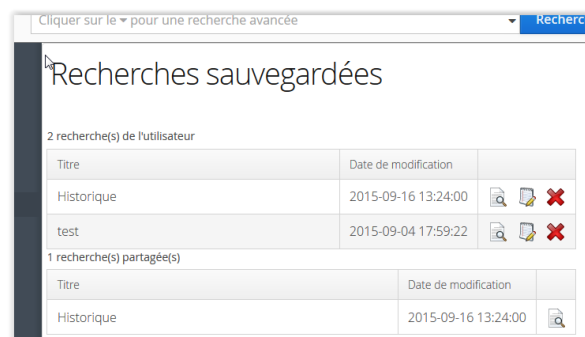 Cliquer sur le ▾ pour une recherche avancée
Recherches sauvegardées
2 recherche(s) de l'utilisateur
Titre Date de modification
Historique 2015-09-16 13:24:00
test 2015-09-04 17:59:22
1 recherche(s) partagée(s)
Titre Date de modification
Historique 2015-09-16 13:24:00